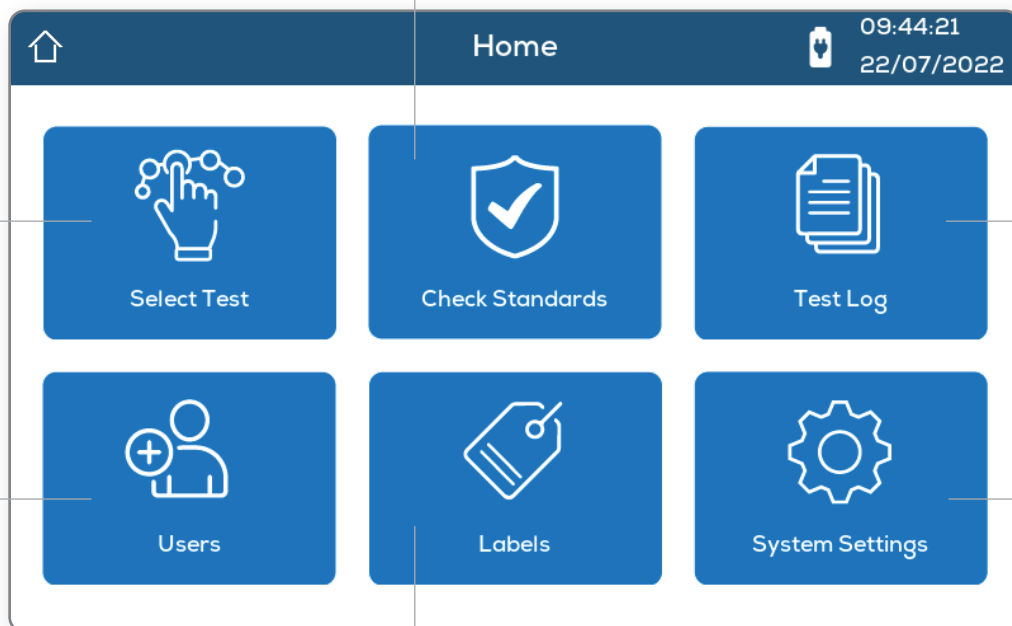 Home
09:44:21
22/07/2022
Select Test
Check Standards
Test Log
Users
Labels
System Settings